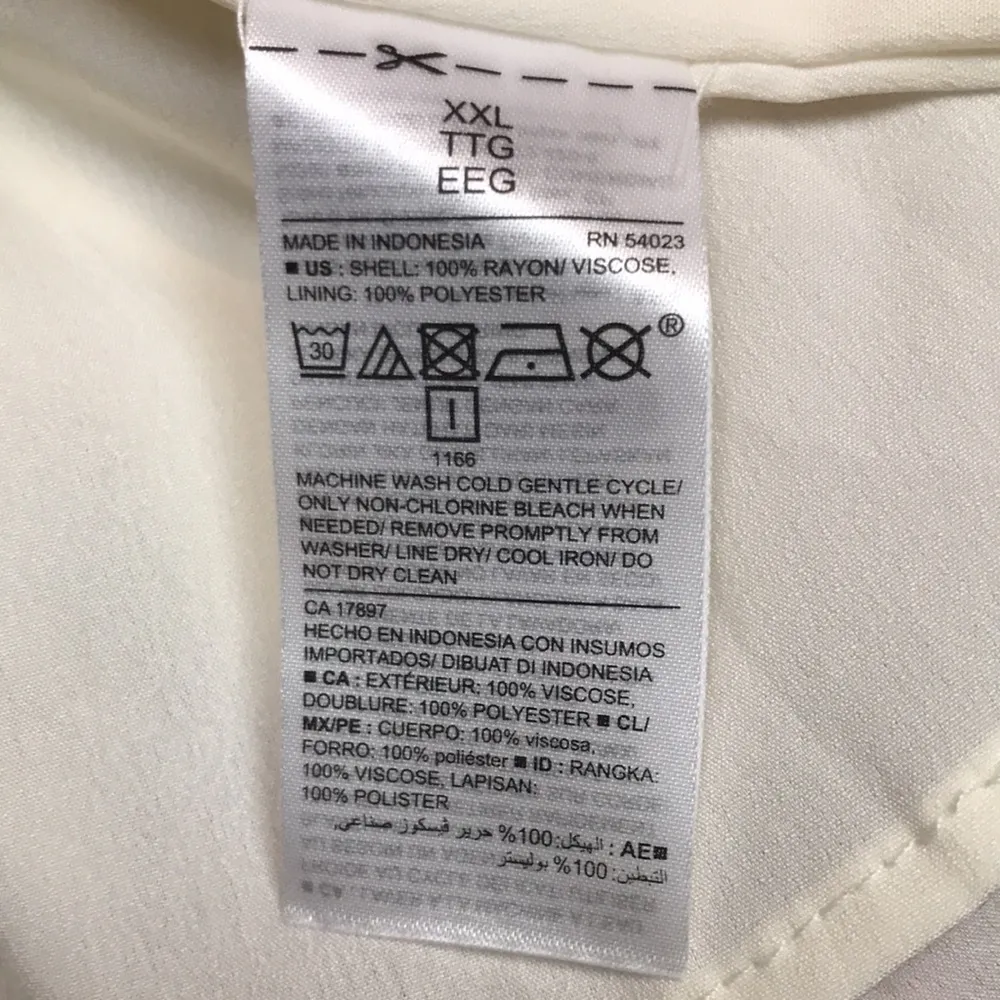 XXL
TTG
EEG
MADE IN INDONESIA RN 54023
■ US : SHELL: 100% RAYON/ VISCOSE,
LINING: 100% POLYESTER
30
®
1166
MACHINE WASH COLD GENTLE CYCLE/
ONLY NON-CHLORINE BLEACH WHEN
NEEDED/ REMOVE PROMPTLY FROM
WASHER/ LINE DRY/ COOL IRON/ DO
NOT DRY CLEAN
CA 17897
HECHO EN INDONESIA CON INSUMOS
IMPORTADOS/ DIBUAT DI INDONESIA
■ CA : EXTÉRIEUR: 100% VISCOSE,
DOUBLURE: 100% POLYESTER ■ CL/
MX/PE : CUERPO: 100% viscosa,
FORRO: 100% poliéster ■ ID : RANGKA:
100% VISCOSE, LAPISAN:
100% POLISTER
■AE : الهيكل: 100% حرير فيسكوز صناعي,
التبطين: 100% بوليستر